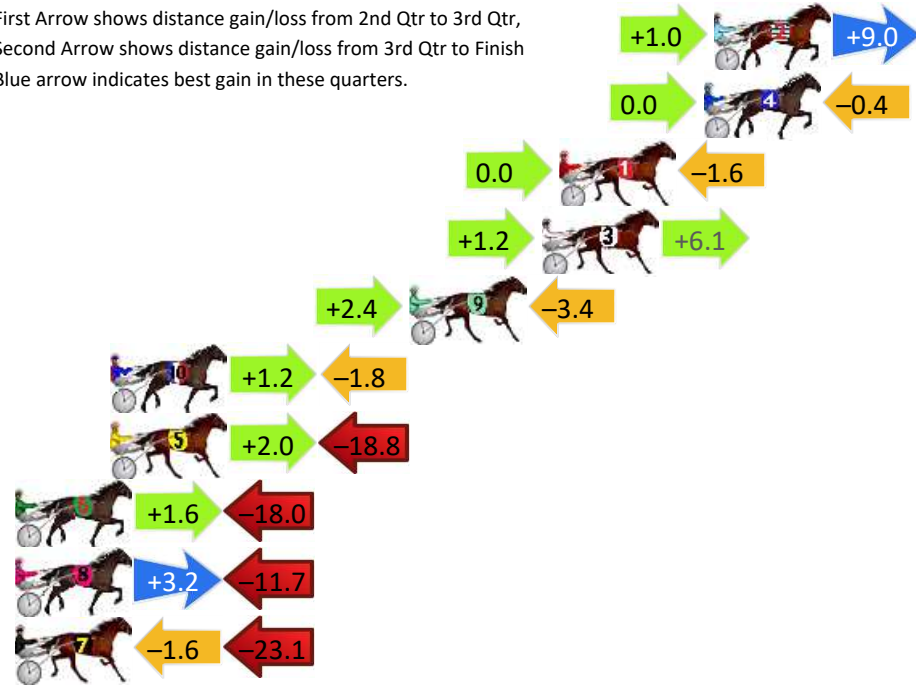 First Arrow shows distance gain/loss from 2nd Qtr to 3rd Qtr,
Second Arrow shows distance gain/loss from 3rd Qtr to Finish
Blue arrow indicates best gain in these quarters.
+1.0 2 +9.0
0.0 4 –0.4
0.0 1 –1.6
+1.2 3 +6.1
+2.4 9 –3.4
10 +1.2 –1.8
5 +2.0 –18.8
6 +1.6 –18.0
8 +3.2 –11.7
7 –1.6 –23.1